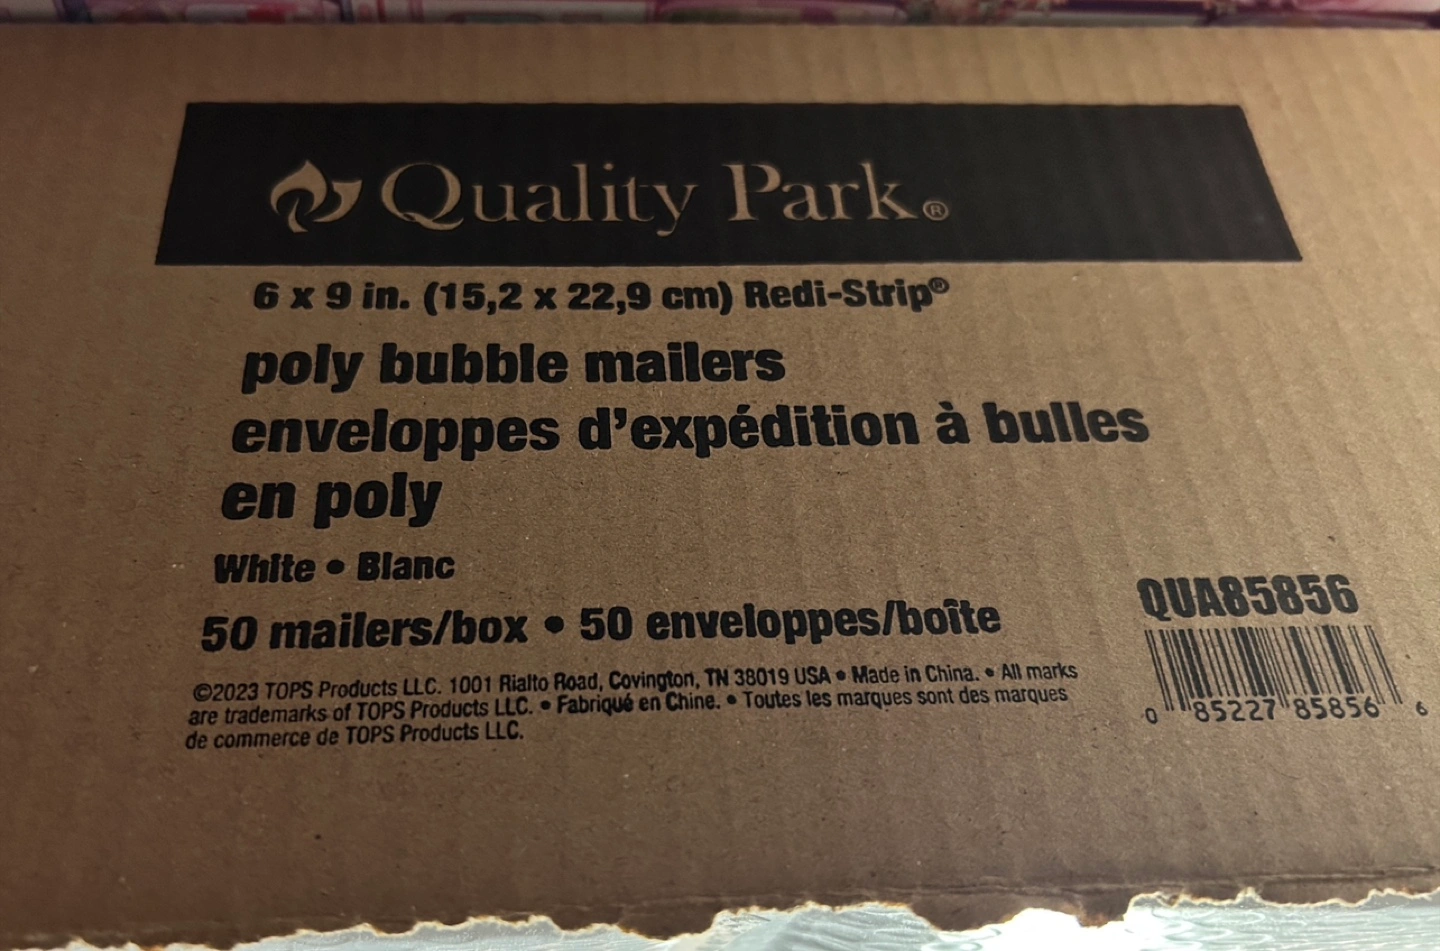 Quality Park®
6 x 9 in. (15,2 x 22,9 cm) Redi-Strip®
poly bubble mailers
enveloppes d'expédition à bulles
en poly
White • Blanc
50 mailers/box • 50 enveloppes/boîte
©2023 TOPS Products LLC. 1001 Rialto Road, Covington, TN 38019 USA • Made in China. • All marks
are trademarks of TOPS Products LLC. • Fabriqué en Chine. • Toutes les marques sont des marques
de commerce de TOPS Products LLC.
QUA85856
0 85227 85856 6